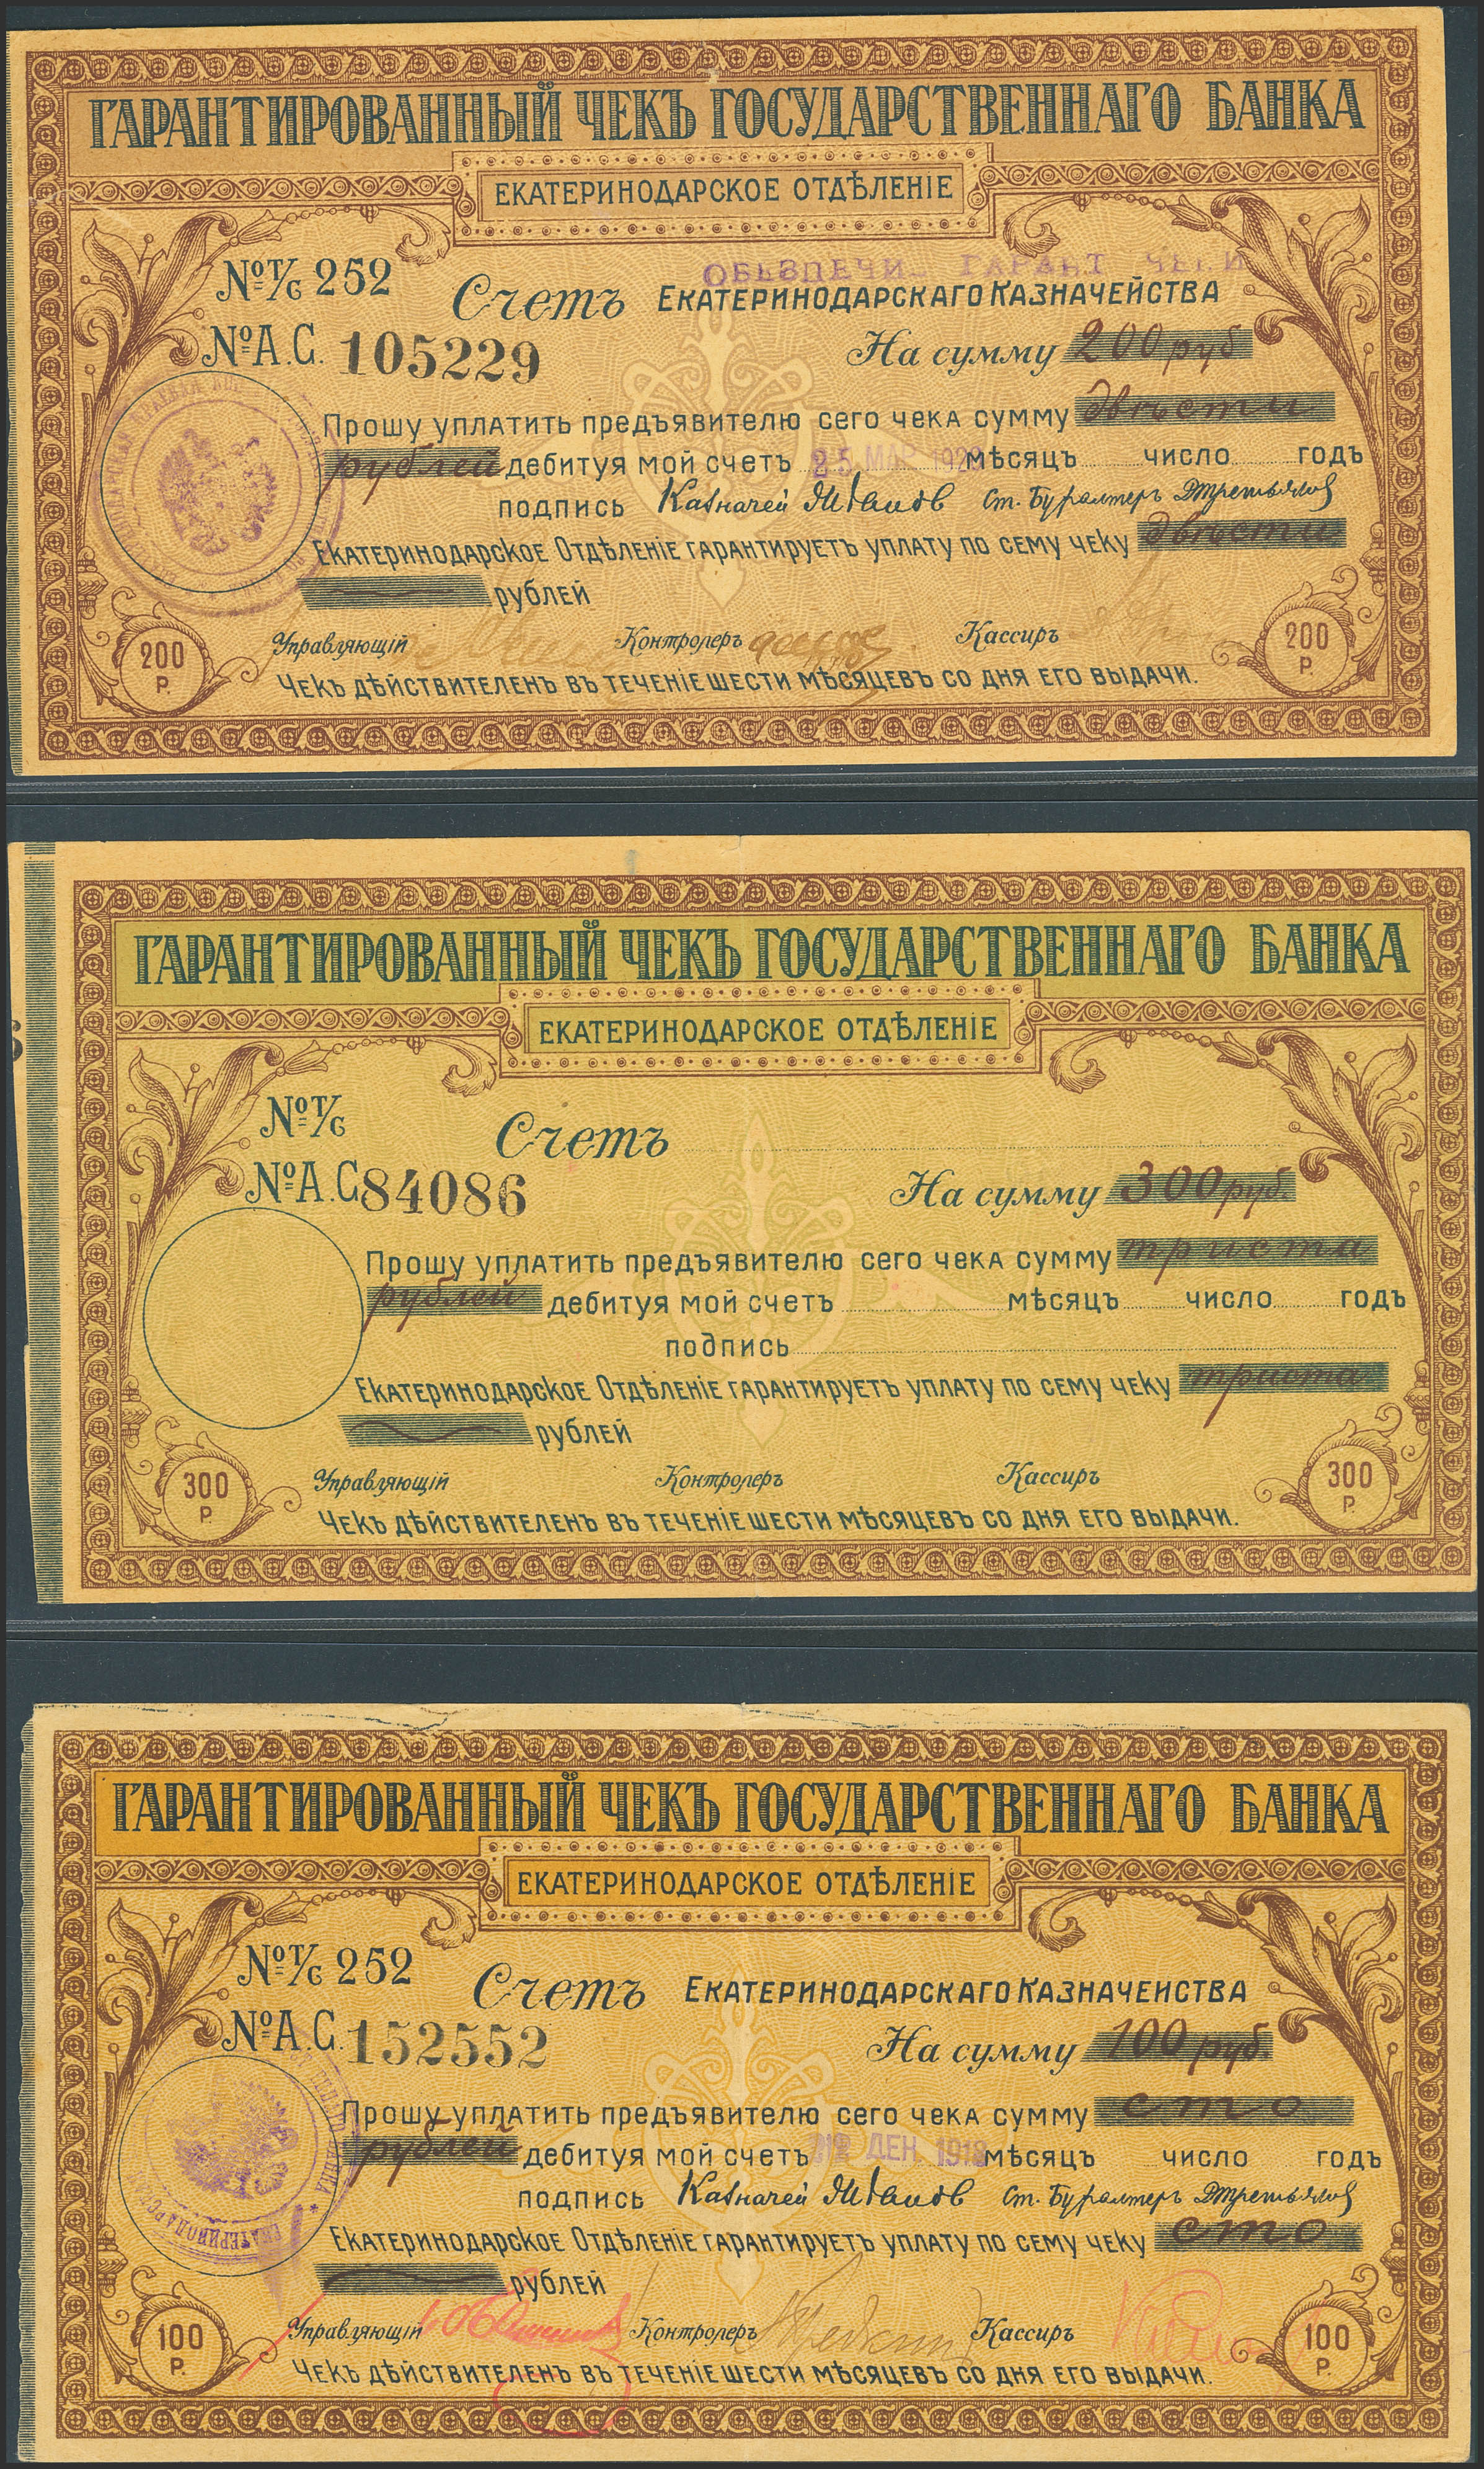 ГАРАНТИРОВАННЫЙ ЧЕКЪ ГОСУДАРСТВЕННАГО БАНКА
ЕКАТЕРИНОДАРСКОЕ ОТДѢЛЕНІЕ
ОБЕЗПЕЧИ ГАРАНТ ЧЕКИ
№ Т/С 252
Счетъ ЕКАТЕРИНОДАРСКАГО КАЗНАЧЕЙСТВА
№ А.С. 105229
На сумму 200 руб
Прошу уплатить предъявителю сего чека сумму двѣсти
рублей дебитуя мой счетъ 25 МАР 192 мѣсяцъ число годъ
подпись Казначей Ст. Бухгалтеръ
Екатеринодарское Отдѣленіе гарантируетъ уплату по сему чеку двѣсти
рублей
Управляющій Контролеръ Кассиръ
200 Р. 200 Р.
Чекъ дѣйствителенъ въ теченіе шести мѣсяцевъ со дня его выдачи.
ГАРАНТИРОВАННЫЙ ЧЕКЪ ГОСУДАРСТВЕННАГО БАНКА
ЕКАТЕРИНОДАРСКОЕ ОТДѢЛЕНІЕ
№ Т/С
Счетъ
№ А.С 84086
На сумму 300 руб.
Прошу уплатить предъявителю сего чека сумму триста
рублей дебитуя мой счетъ мѣсяцъ число годъ
подпись
Екатеринодарское Отдѣленіе гарантируетъ уплату по сему чеку триста
рублей
Управляющій Контролеръ Кассиръ
300 Р. 300 Р.
Чекъ дѣйствителенъ въ теченіе шести мѣсяцевъ со дня его выдачи.
ГАРАНТИРОВАННЫЙ ЧЕКЪ ГОСУДАРСТВЕННАГО БАНКА
ЕКАТЕРИНОДАРСКОЕ ОТДѢЛЕНІЕ
№ Т/С 252
Счетъ ЕКАТЕРИНОДАРСКАГО КАЗНАЧЕИСТВА
№ А.С. 152552
На сумму 100 руб.
Прошу уплатить предъявителю сего чека сумму сто
рублей дебитуя мой счетъ ДЕК. 1918 мѣсяцъ число годъ
подпись Казначей Ст. Бухгалтеръ
Екатеринодарское Отдѣленіе гарантируетъ уплату по сему чеку сто
рублей
Управляющій Контролеръ Кассиръ
100 Р. 100 Р.
Чекъ дѣйствителенъ въ теченіе шести мѣсяцевъ со дня его выдачи.